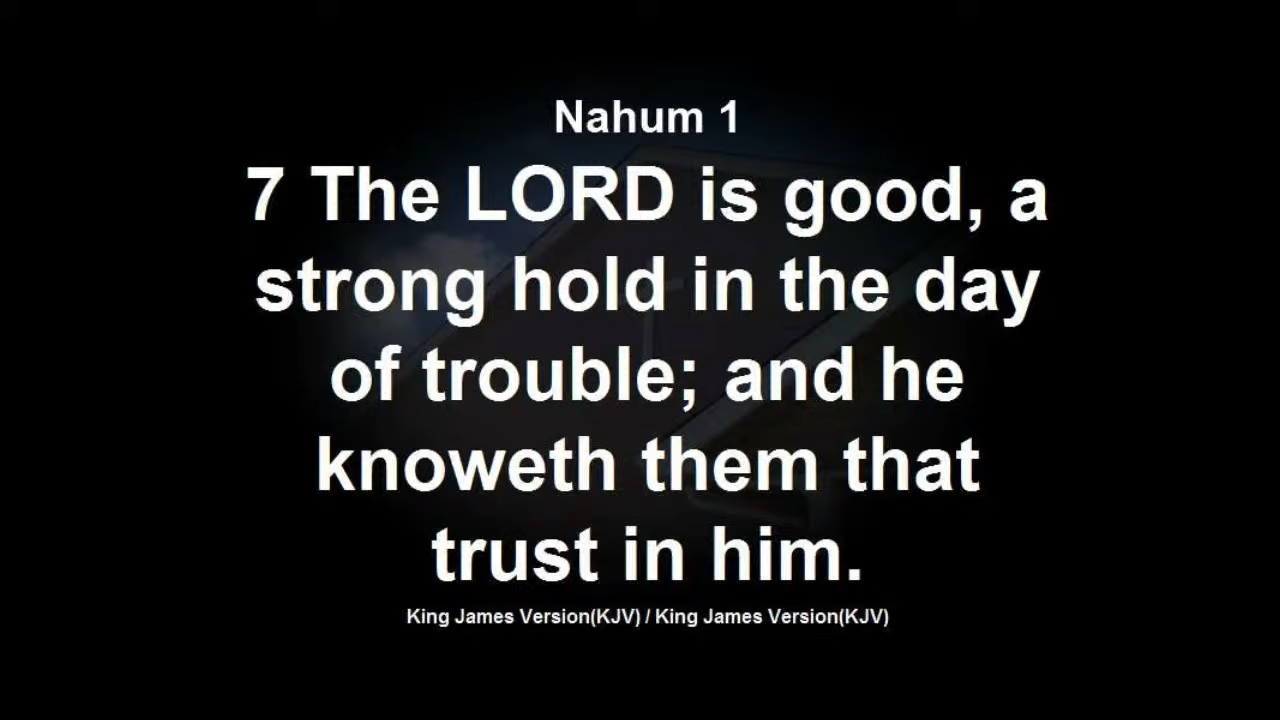 Nahum 1
7 The LORD is good, a
strong hold in the day
of trouble; and he
knoweth them that
trust in him.
King James Version(KJV) / King James Version(KJV)